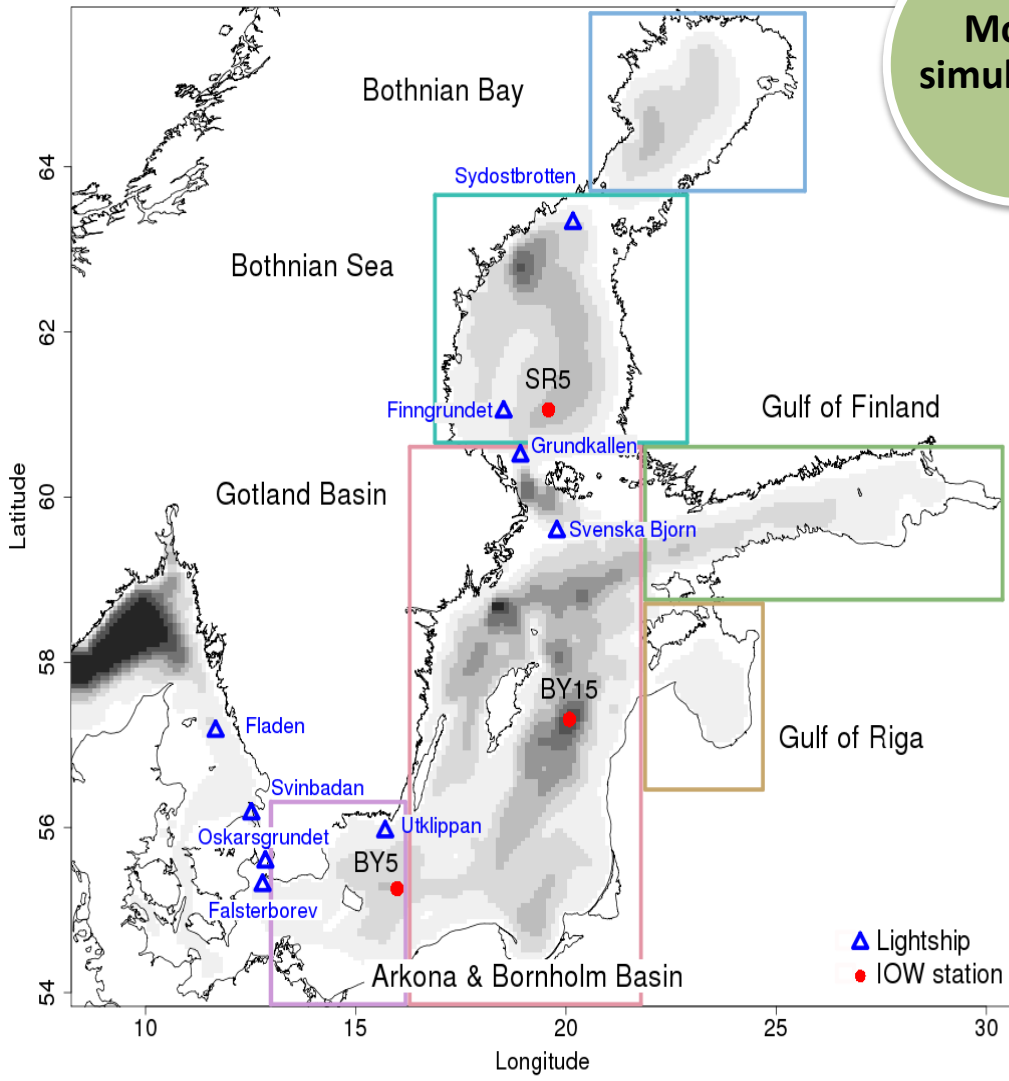 Mo
simul
Bothnian Bay
64
Sydostbrotten
Bothnian Sea
62
SR5
Finngrundet
Gulf of Finland
Grundkallen
60
Gotland Basin
Svenska Bjorn
Latitude
58
BY15
Fladen
Gulf of Riga
Svinbadan
56
Oskarsgrundet
Utklippan
BY5
Falsterborev
Lightship
Arkona & Bornholm Basin
IOW station
54
10 15 20 25 30
Longitude